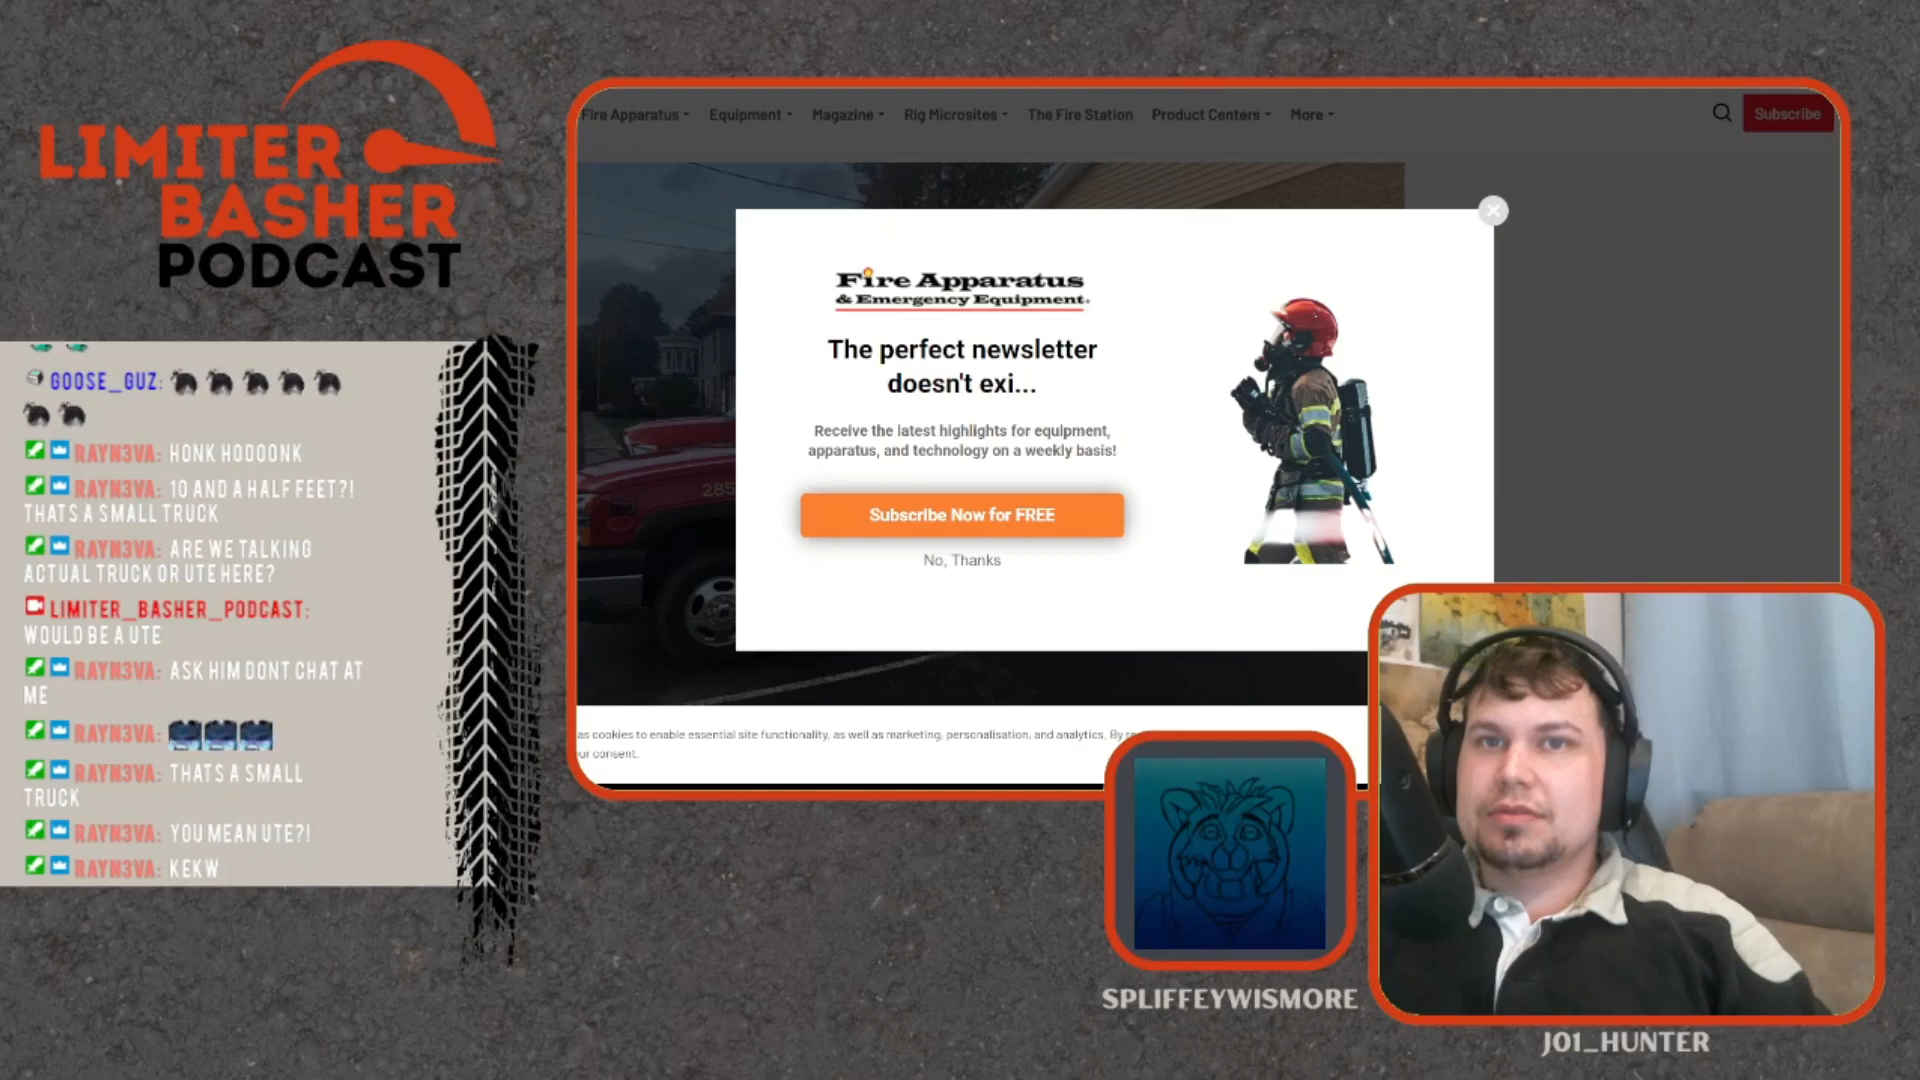 LIMITER
BASHER
PODCAST
GOOSE_GUZ:
RAYN3VA: HONK HOOOONK
RAYN3VA: 10 AND A HALF FEET?!
THATS A SMALL TRUCK
RAYN3VA: ARE WE TALKING
ACTUAL TRUCK OR UTE HERE?
LIMITER_BASHER_PODCAST:
WOULD BE A UTE
RAYN3VA: ASK HIM DONT CHAT AT
ME
RAYN3VA:
RAYN3VA: THATS A SMALL
TRUCK
RAYN3VA: YOU MEAN UTE?!
RAYN3VA: KEKW
Fire Apparatus Equipment Magazine Rig Microsites The Fire Station Product Centers More Subscribe
285
Fire Apparatus
& Emergency Equipment
The perfect newsletter
doesn't exi...
Receive the latest highlights for equipment,
apparatus, and technology on a weekly basis!
Subscribe Now for FREE
No, Thanks
as cookies to enable essential site functionality, as well as marketing, personalisation, and analytics. By
ur consent.
SPLIFFEYWISMORE
JO1_HUNTER